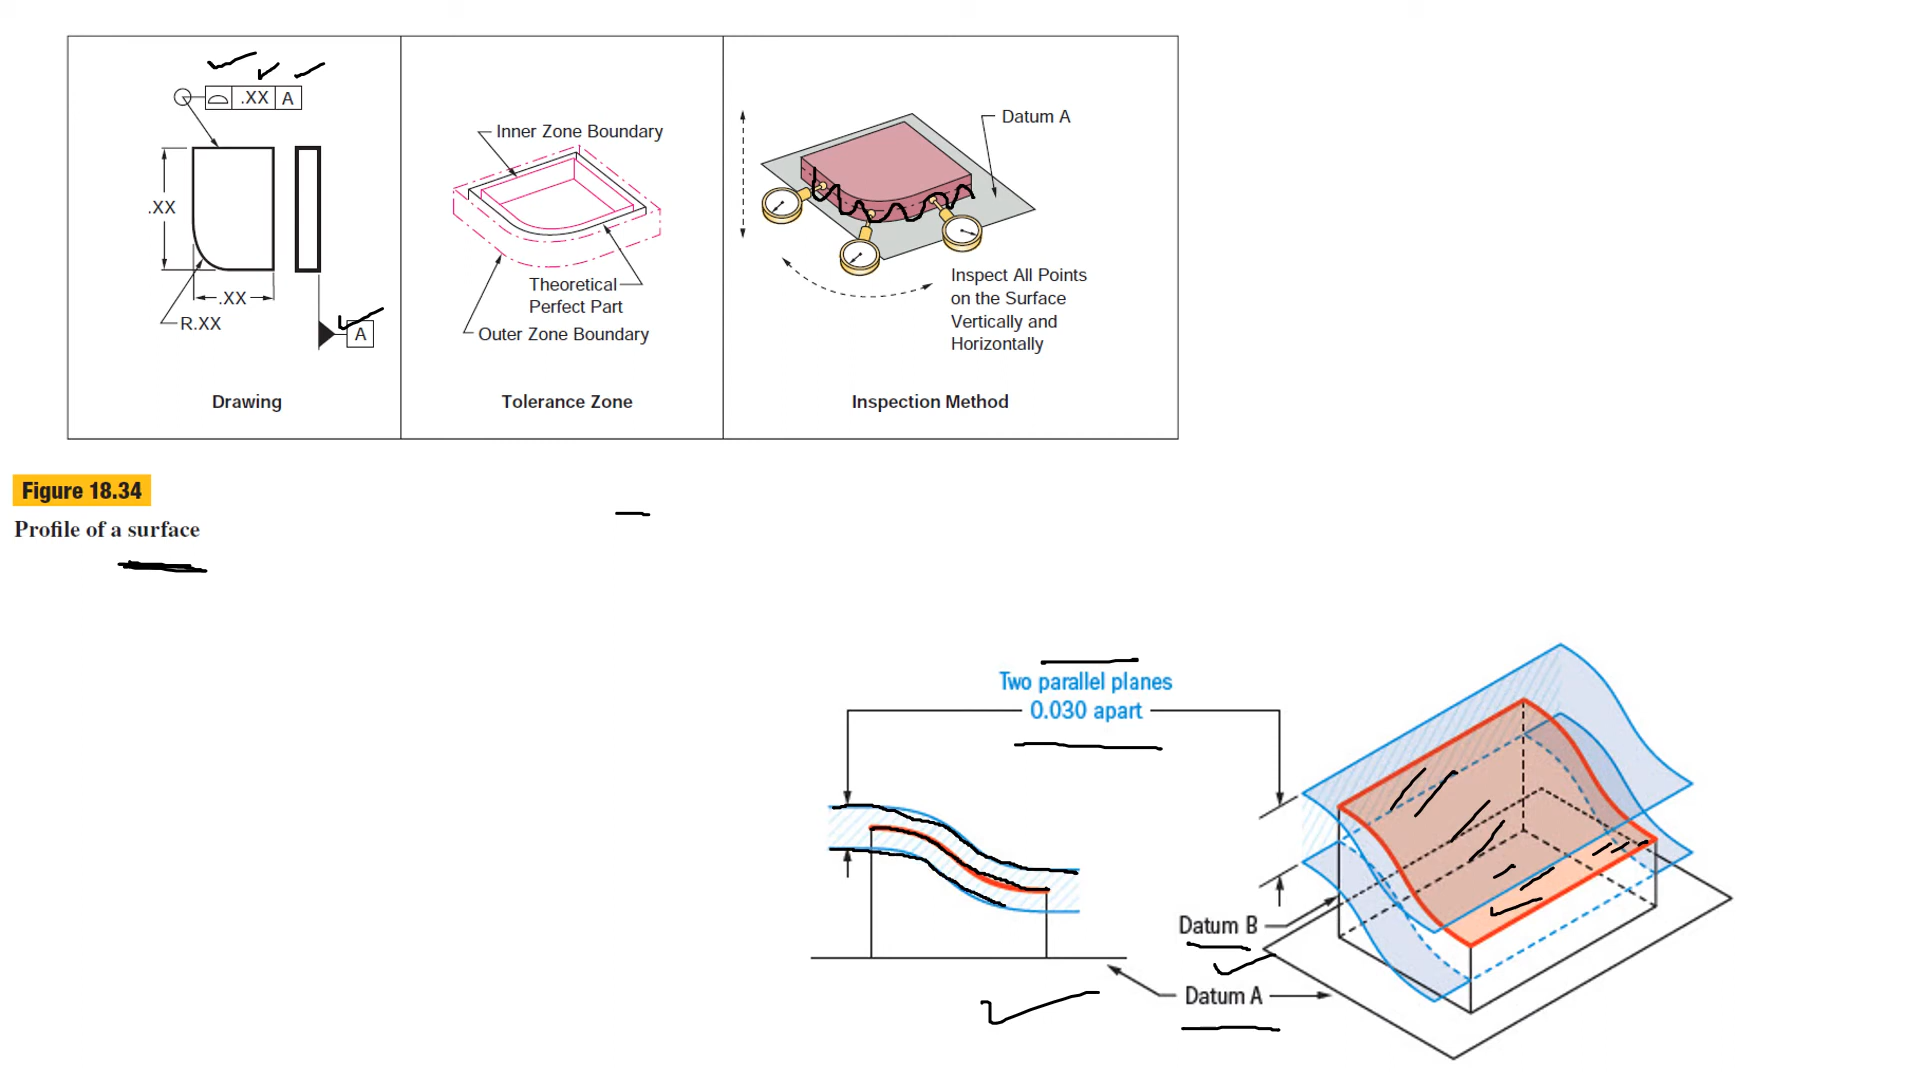 .XX A
.XX
.XX
R.XX
A
Drawing
Inner Zone Boundary
Theoretical
Perfect Part
Outer Zone Boundary
Tolerance Zone
Datum A
Inspect All Points
on the Surface
Vertically and
Horizontally
Inspection Method
Figure 18.34
Profile of a surface
Two parallel planes
0.030 apart
Datum B
Datum A